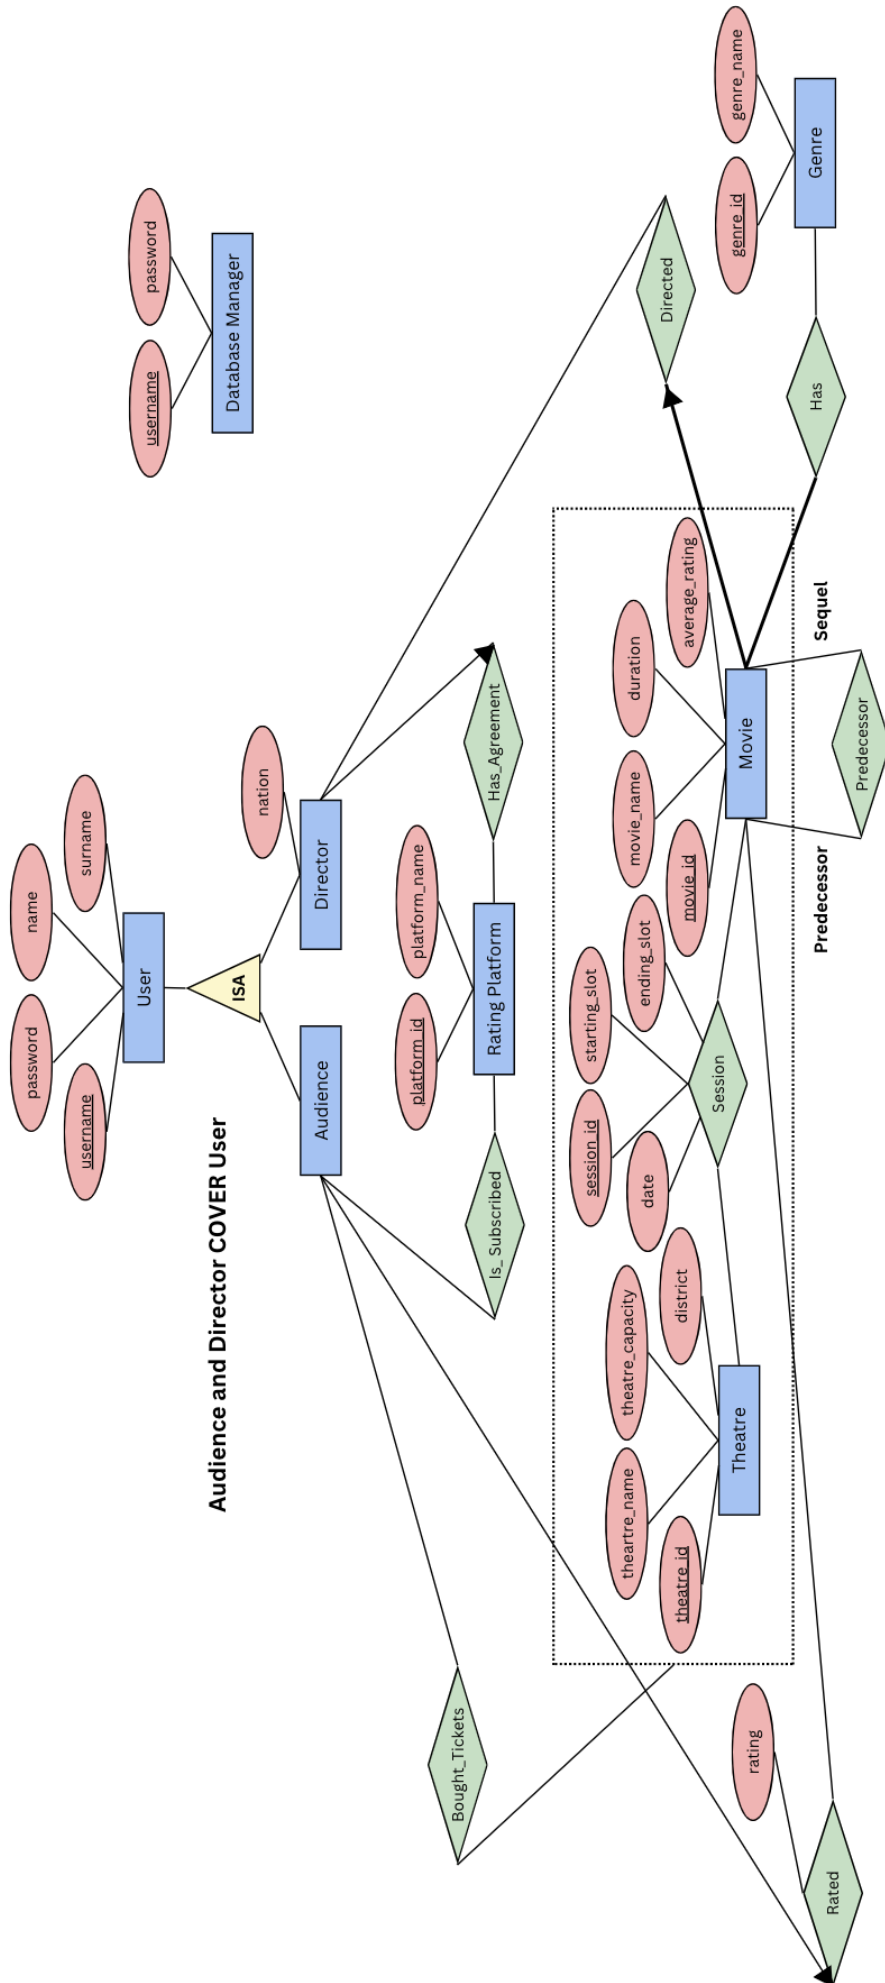 name
password
surname
username
User
ISA
Audience and Director COVER User
password
username
Database Manager
nation
Director
Audience
platform_name
platform_id
Rating Platform
Has_Agreement
Is_ Subscribed
Bought_Tickets
Directed
genre_name
genre_id
Genre
Has
average_rating
duration
movie_name
movie_id
Movie
Sequel
Predecessor
Predecessor
ending_slot
starting_slot
session_id
date
Session
district
theatre_capacity
theartre_name
theatre_id
Theatre
rating
Rated